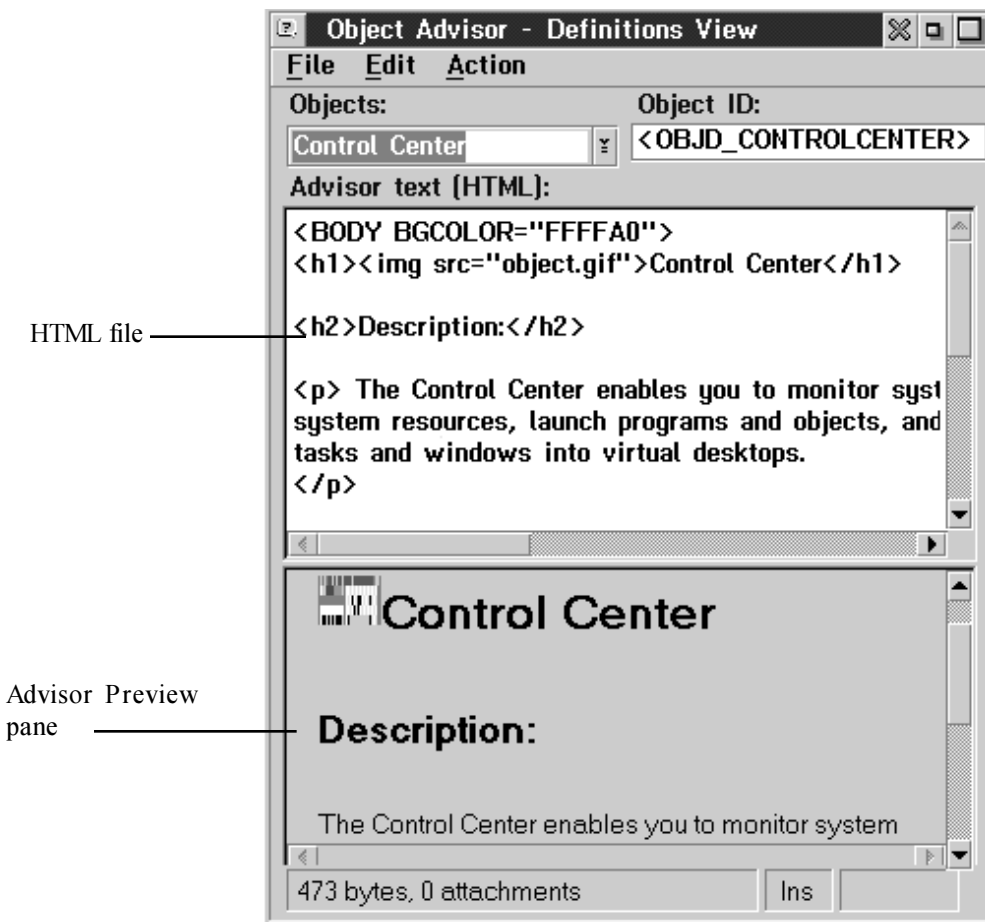 Object Advisor - Definitions View
File Edit Action
Objects:
Object ID:
Control Center
<OBJD_CONTROLCENTER>
Advisor text (HTML):
<BODY BGCOLOR="FFFFA0">
<h1><img src="object.gif">Control Center</h1>
<h2>Description:</h2>
<p> The Control Center enables you to monitor syst
system resources, launch programs and objects, and
tasks and windows into virtual desktops.
</p>
HTML file
Control Center
Advisor Preview
pane
Description:
The Control Center enables you to monitor system
473 bytes, 0 attachments
Ins